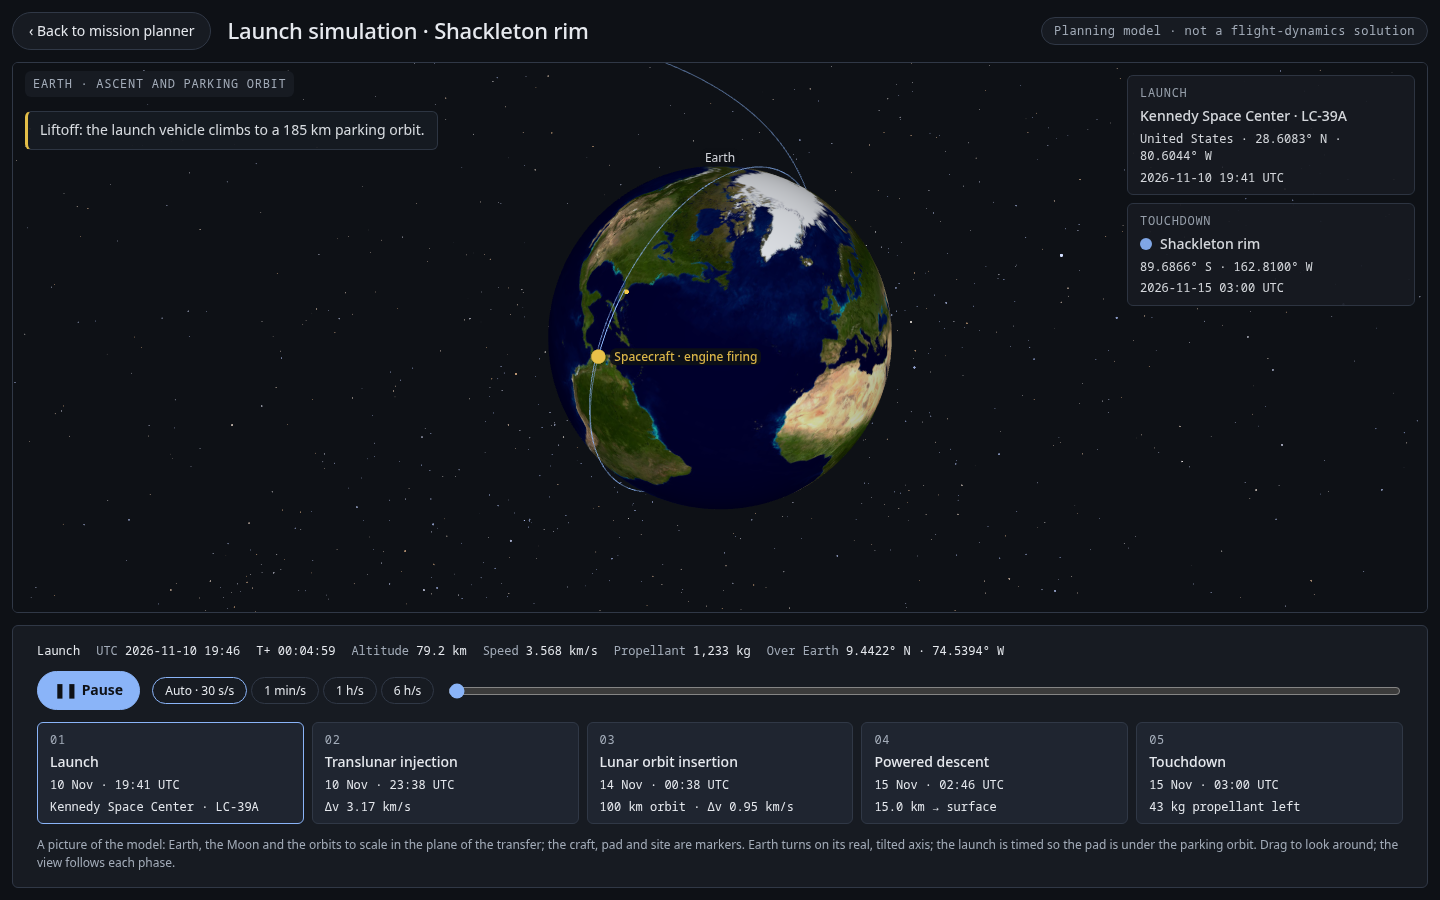 ‹ Back to mission planner
Launch simulation · Shackleton rim
Planning model · not a flight-dynamics solution
EARTH · ASCENT AND PARKING ORBIT
Liftoff: the launch vehicle climbs to a 185 km parking orbit.
Earth
Spacecraft · engine firing
LAUNCH
Kennedy Space Center · LC-39A
United States · 28.6083° N ·
80.6044° W
2026-11-10 19:41 UTC
TOUCHDOWN
Shackleton rim
89.6866° S · 162.8100° W
2026-11-15 03:00 UTC
Launch UTC 2026-11-10 19:46 T+ 00:04:59 Altitude 79.2 km Speed 3.568 km/s Propellant 1,233 kg Over Earth 9.4422° N · 74.5394° W
❚❚ Pause Auto · 30 s/s 1 min/s 1 h/s 6 h/s
01
Launch
10 Nov · 19:41 UTC
Kennedy Space Center · LC-39A
02
Translunar injection
10 Nov · 23:38 UTC
Δv 3.17 km/s
03
Lunar orbit insertion
14 Nov · 00:38 UTC
100 km orbit · Δv 0.95 km/s
04
Powered descent
15 Nov · 02:46 UTC
15.0 km → surface
05
Touchdown
15 Nov · 03:00 UTC
43 kg propellant left
A picture of the model: Earth, the Moon and the orbits to scale in the plane of the transfer; the craft, pad and site are markers. Earth turns on its real, tilted axis; the launch is timed so the pad is under the parking orbit. Drag to look around; the
view follows each phase.